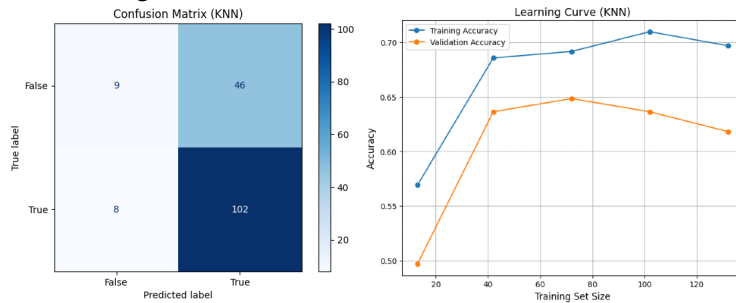 Confusion Matrix (KNN)
True label
False
True
9
46
8
102
False
True
Predicted label
100
80
60
40
20
Learning Curve (KNN)
Training Accuracy
Validation Accuracy
Accuracy
0.70
0.65
0.60
0.55
0.50
20
40
60
80
100
120
Training Set Size